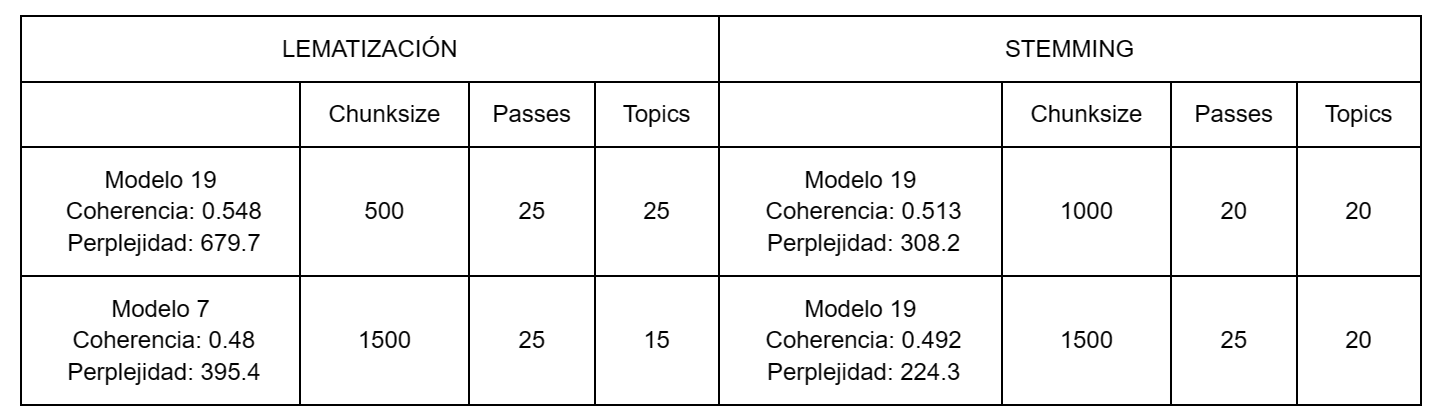 LEMATIZACIÓN STEMMING
Chunksize Passes Topics Chunksize Passes Topics
Modelo 19
Coherencia: 0.548
Perplejidad: 679.7
500 25 25
Modelo 19
Coherencia: 0.513
Perplejidad: 308.2
1000 20 20
Modelo 7
Coherencia: 0.48
Perplejidad: 395.4
1500 25 15
Modelo 19
Coherencia: 0.492
Perplejidad: 224.3
1500 25 20